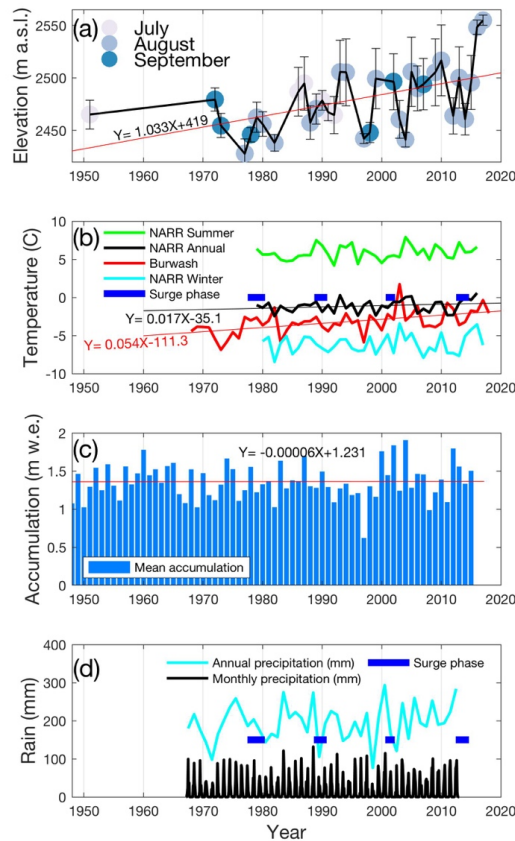 (a)
July
August
September
Elevation (m a.s.l.)
2550
2500
2450
Y= 1.033X+419
1950 1960 1970 1980 1990 2000 2010 2020
(b)
NARR Summer
NARR Annual
Burwash
NARR Winter
Surge phase
Temperature (C)
10
5
0
-5
-10
Y= 0.017X-35.1
Y= 0.054X-111.3
1950 1960 1970 1980 1990 2000 2010 2020
(c)
Y= -0.00006X+1.231
Accumulation (m w.e.)
2
1.5
1
0.5
0
Mean accumulation
1950 1960 1970 1980 1990 2000 2010 2020
(d)
Annual precipitation (mm) Surge phase
Monthly precipitation (mm)
Rain (mm)
400
300
200
100
0
1950 1960 1970 1980 1990 2000 2010 2020
Year